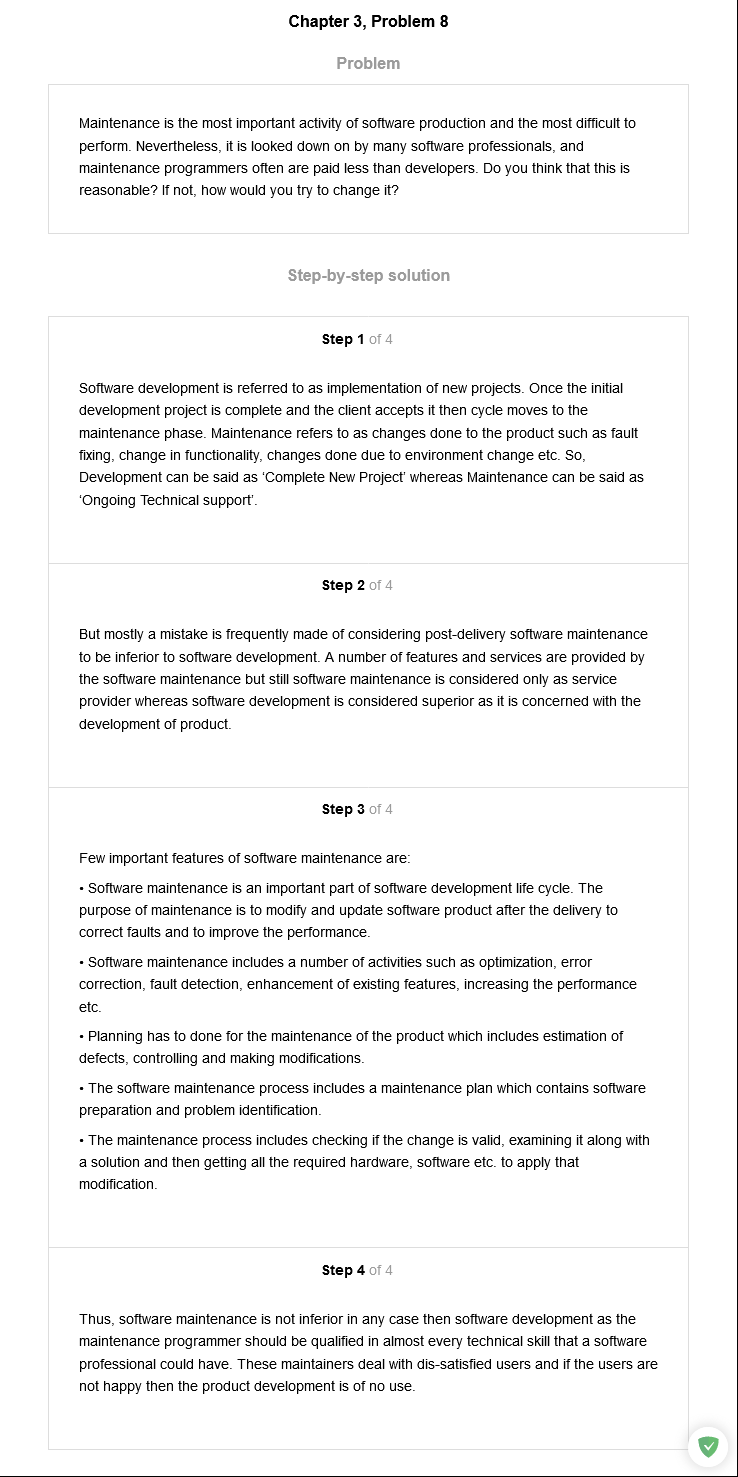 Chapter 3, Problem 8
Problem
Maintenance is the most important activity of software production and the most difficult to
perform. Nevertheless, it is looked down on by many software professionals, and
maintenance programmers often are paid less than developers. Do you think that this is
reasonable? If not, how would you try to change it?
Step-by-step solution
Step 1 of 4
Software development is referred to as implementation of new projects. Once the initial
development project is complete and the client accepts it then cycle moves to the
maintenance phase. Maintenance refers to as changes done to the product such as fault
fixing, change in functionality, changes done due to environment change etc. So,
Development can be said as ‘Complete New Project’ whereas Maintenance can be said as
‘Ongoing Technical support’.
Step 2 of 4
But mostly a mistake is frequently made of considering post-delivery software maintenance
to be inferior to software development. A number of features and services are provided by
the software maintenance but still software maintenance is considered only as service
provider whereas software development is considered superior as it is concerned with the
development of product.
Step 3 of 4
Few important features of software maintenance are:
• Software maintenance is an important part of software development life cycle. The
purpose of maintenance is to modify and update software product after the delivery to
correct faults and to improve the performance.
• Software maintenance includes a number of activities such as optimization, error
correction, fault detection, enhancement of existing features, increasing the performance
etc.
• Planning has to done for the maintenance of the product which includes estimation of
defects, controlling and making modifications.
• The software maintenance process includes a maintenance plan which contains software
preparation and problem identification.
• The maintenance process includes checking if the change is valid, examining it along with
a solution and then getting all the required hardware, software etc. to apply that
modification.
Step 4 of 4
Thus, software maintenance is not inferior in any case then software development as the
maintenance programmer should be qualified in almost every technical skill that a software
professional could have. These maintainers deal with dis-satisfied users and if the users are
not happy then the product development is of no use.